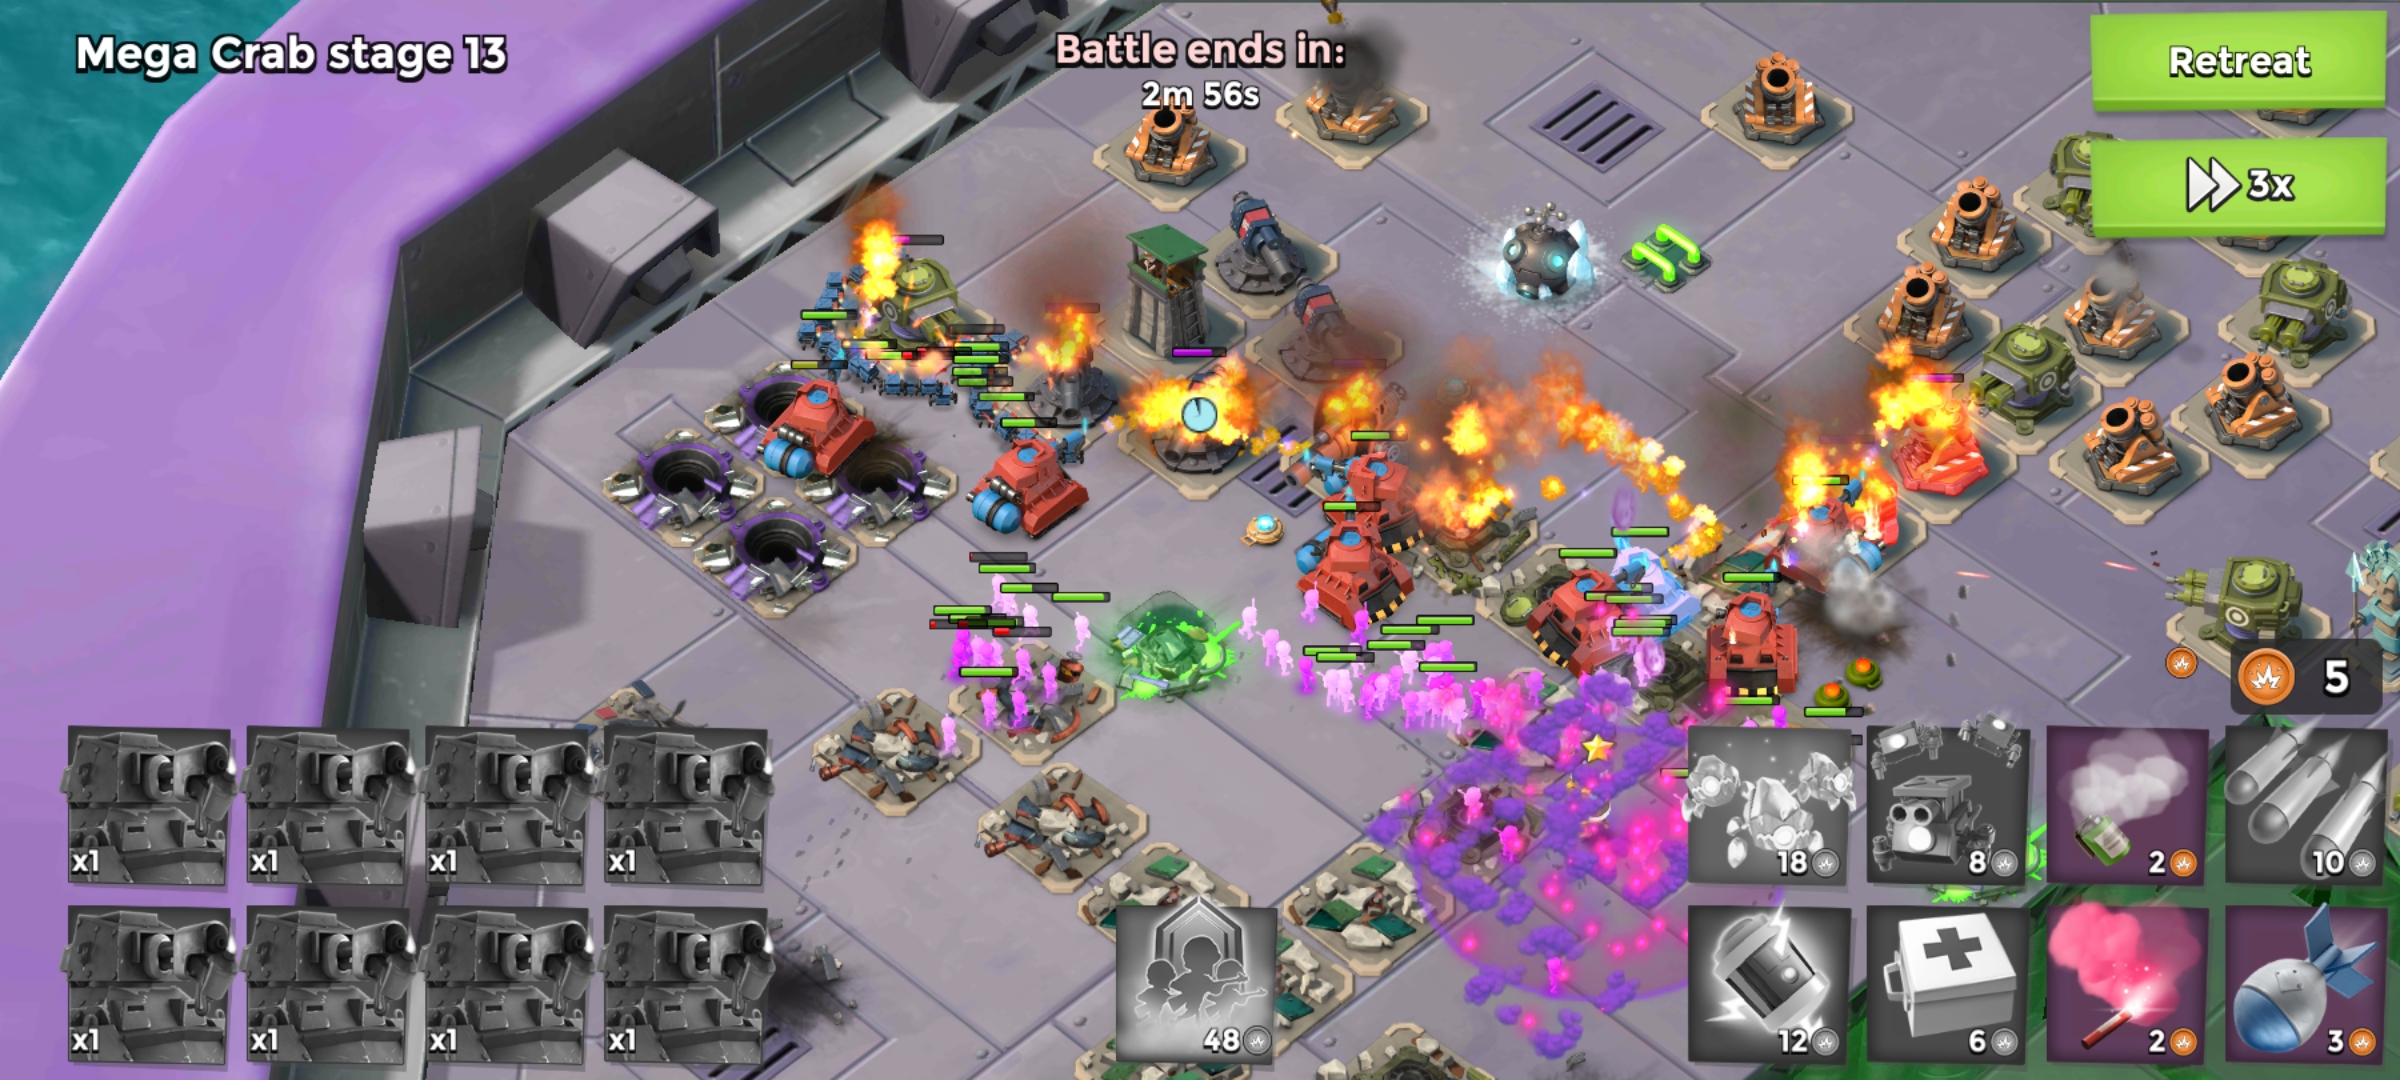 Mega Crab stage 13
Battle ends in:
2m 56s
Retreat
3x
5
x1
x1
x1
x1
18
8
2
10
x1
x1
x1
x1
48
12
6
2
3